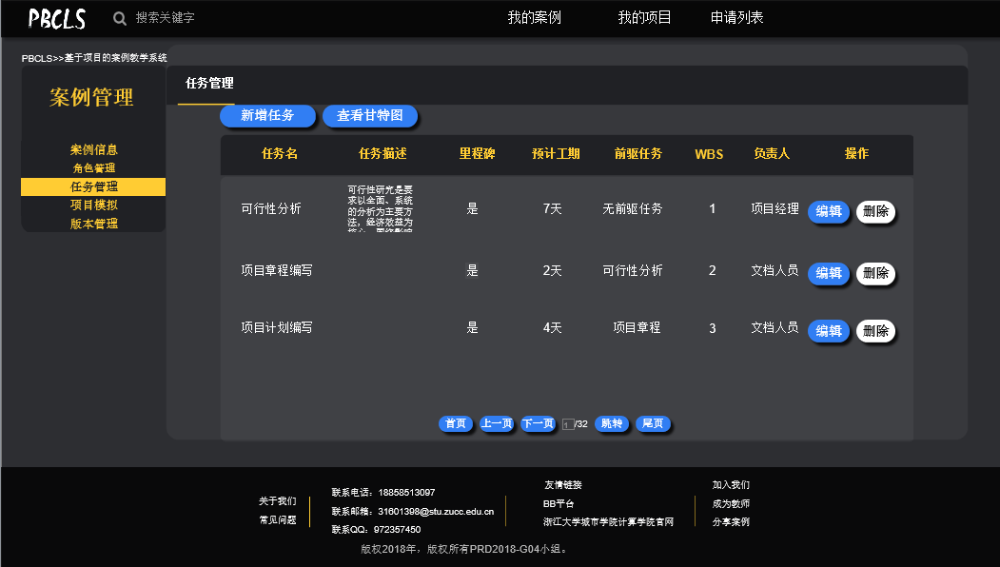 PBCLS 搜索关键字 我的案例 我的项目 申请列表
PBCLS>>基于项目的案例教学系统
案例管理
案例信息
角色管理
任务管理
项目模拟
版本管理
任务管理
新增任务 查看甘特图
任务名 任务描述 里程碑 预计工期 前驱任务 WBS 负责人 操作
可行性分析 可行性研究是要 是 7天 无前驱任务 1 项目经理 编辑 删除
求以全面、系统
的分析为主要方
法，经济效益为
项目章程编写 是 2天 可行性分析 2 文档人员 编辑 删除
项目计划编写 是 4天 项目章程 3 文档人员 编辑 删除
首页 上一页 下一页 1/32 跳转 尾页
关于我们
常见问题
联系电话：18858513097
联系邮箱：31601398@stu.zucc.edu.cn
联系QQ：972357450
友情链接
BB平台
浙江大学城市学院计算学院官网
加入我们
成为教师
分享案例
版权2018年，版权所有PRD2018-G04小组。